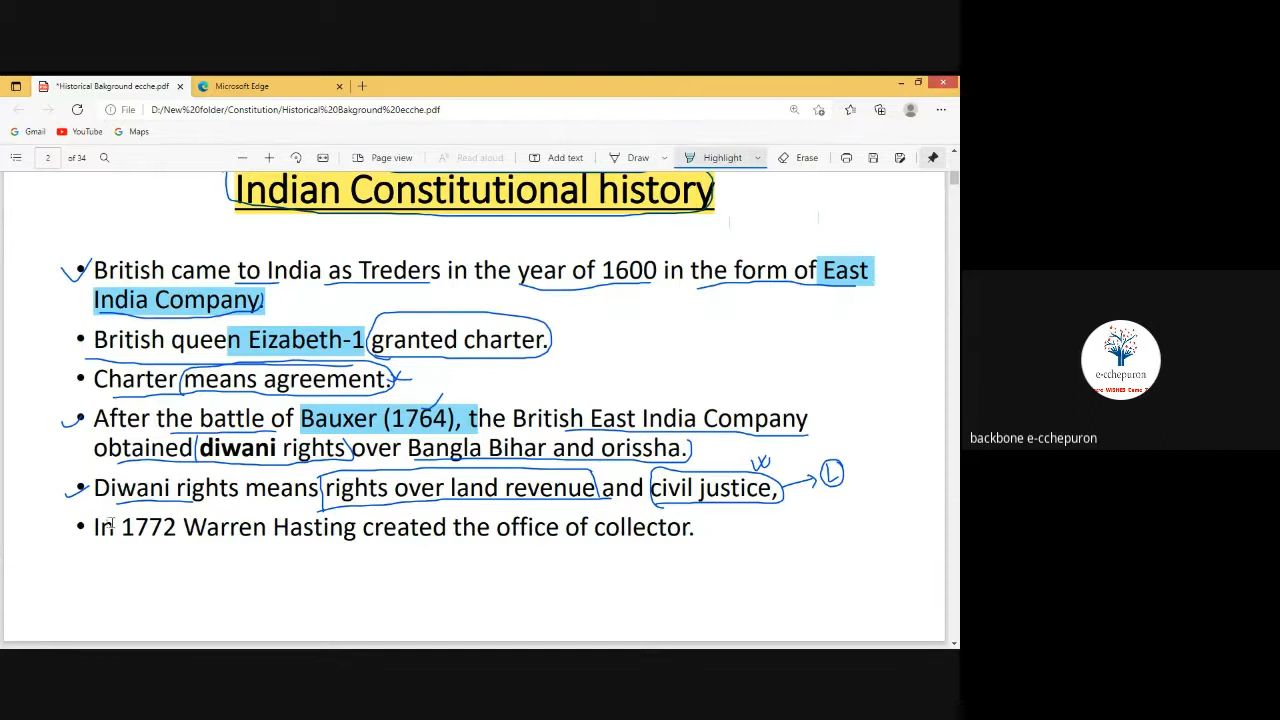 *Historical Bakground ecche.pdf
Microsoft Edge
File D:/New%20folder/Constitution/Historical%20Bakground%20ecche.pdf
Gmail YouTube Maps
2 of 34 Page view Read aloud Add text Draw Highlight Erase
Indian Constitutional history
• British came to India as Treders in the year of 1600 in the form of East
India Company.
• British queen Eizabeth-1 granted charter.
• Charter means agreement.
• After the battle of Bauxer (1764), the British East India Company
obtained diwani rights over Bangla Bihar and orissha.
• Diwani rights means rights over land revenue and civil justice, L
• In 1772 Warren Hasting created the office of collector.
e-cchepuron
backbone e-cchepuron